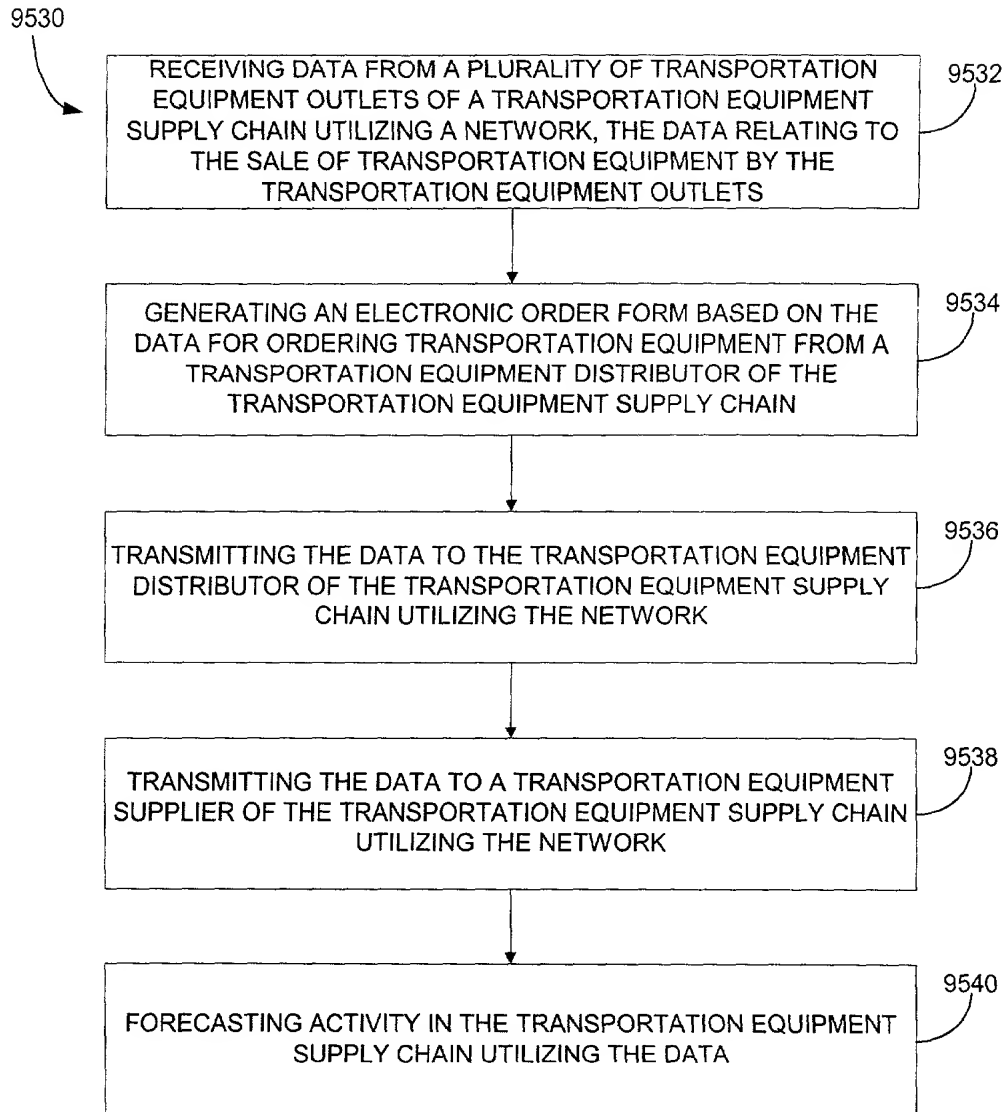 9530
RECEIVING DATA FROM A PLURALITY OF TRANSPORTATION
EQUIPMENT OUTLETS OF A TRANSPORTATION EQUIPMENT
SUPPLY CHAIN UTILIZING A NETWORK, THE DATA RELATING TO
THE SALE OF TRANSPORTATION EQUIPMENT BY THE
TRANSPORTATION EQUIPMENT OUTLETS
9532
GENERATING AN ELECTRONIC ORDER FORM BASED ON THE
DATA FOR ORDERING TRANSPORTATION EQUIPMENT FROM A
TRANSPORTATION EQUIPMENT DISTRIBUTOR OF THE
TRANSPORTATION EQUIPMENT SUPPLY CHAIN
9534
TRANSMITTING THE DATA TO THE TRANSPORTATION EQUIPMENT
DISTRIBUTOR OF THE TRANSPORTATION EQUIPMENT SUPPLY
CHAIN UTILIZING THE NETWORK
9536
TRANSMITTING THE DATA TO A TRANSPORTATION EQUIPMENT
SUPPLIER OF THE TRANSPORTATION EQUIPMENT SUPPLY CHAIN
UTILIZING THE NETWORK
9538
FORECASTING ACTIVITY IN THE TRANSPORTATION EQUIPMENT
SUPPLY CHAIN UTILIZING THE DATA
9540